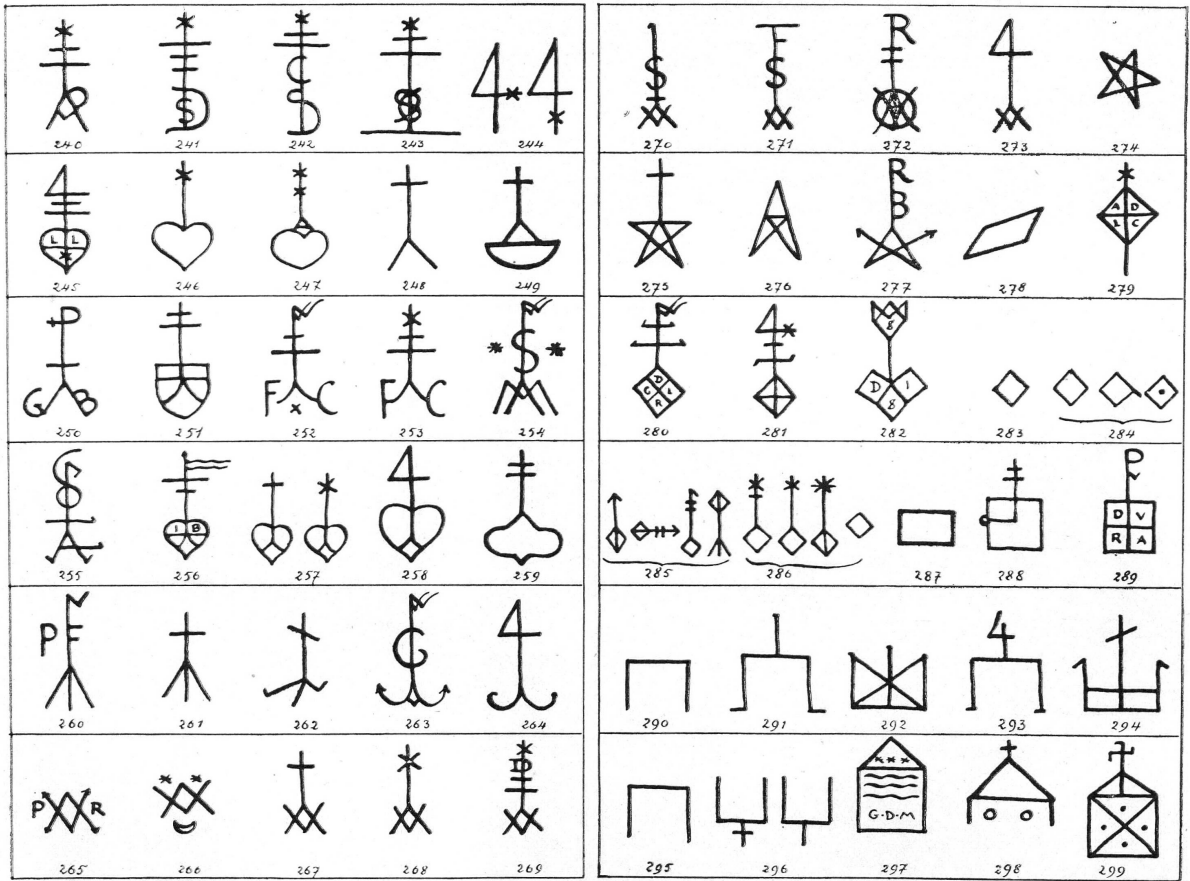 240 241 242 243 244
L L
245 246 247 248 249
P
G B F C F C S
250 251 252 253 254
I B
255 256 257 258 259
P F G
260 261 262 263 264
P R D
265 266 267 268 269
S S R
270 271 272 273 274
R
B
A D
L C
275 276 277 278 279
8
D
C L
R
D I
8
280 281 282 283 284
P
D V
R A
285 286 287 288 289
290 291 292 293 294
G·D·M
295 296 297 298 299